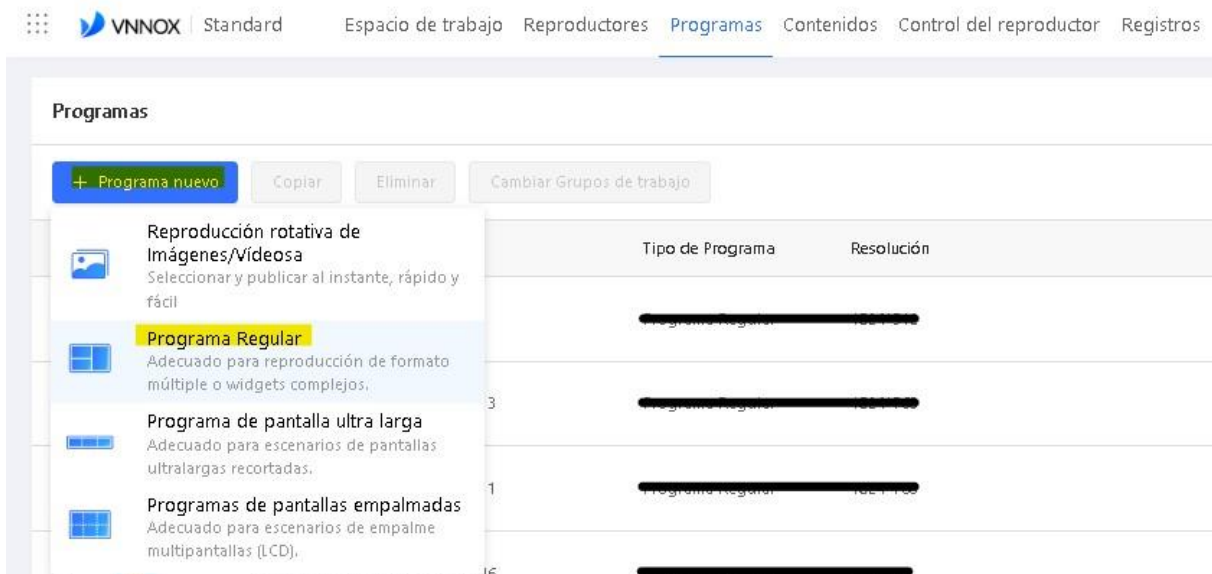 VNNOX Standard Espacio de trabajo Reproductores Programas Contenidos Control del reproductor Registros
Programas
+ Programa nuevo Copiar Eliminar Cambiar Grupos de trabajo
Tipo de Programa Resolución
Reproducción rotativa de
Imágenes/Vídeosa
Seleccionar y publicar al instante, rápido y
fácil
Programa Regular
Adecuado para reproducción de formato
múltiple o widgets complejos.
3
Programa de pantalla ultra larga
Adecuado para escenarios de pantallas
ultralargas recortadas.
1
Programas de pantallas empalmadas
Adecuado para escenarios de empalme
multipantallas (LCD).